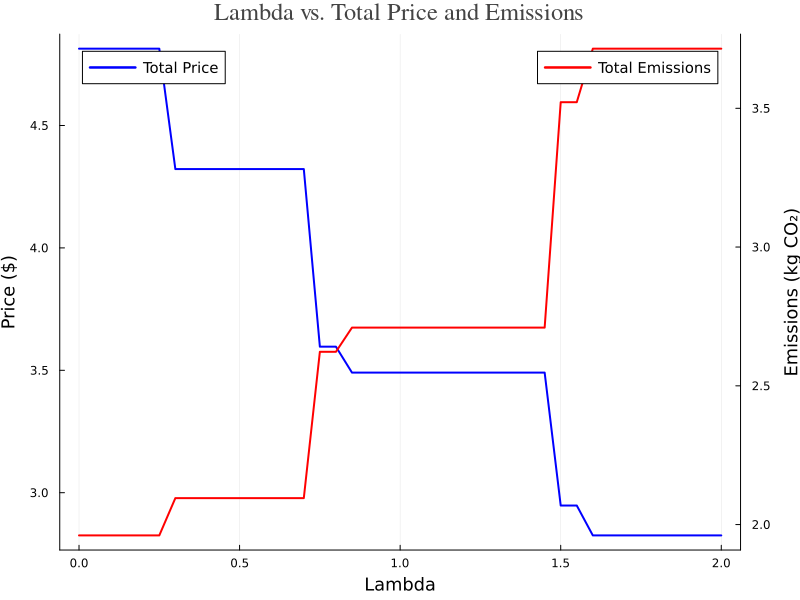 Lambda vs. Total Price and Emissions
Total Price
Total Emissions
4.5
4.0
3.5
3.0
Price ($)
3.5
3.0
2.5
2.0
Emissions (kg CO₂)
0.0 0.5 1.0 1.5 2.0
Lambda